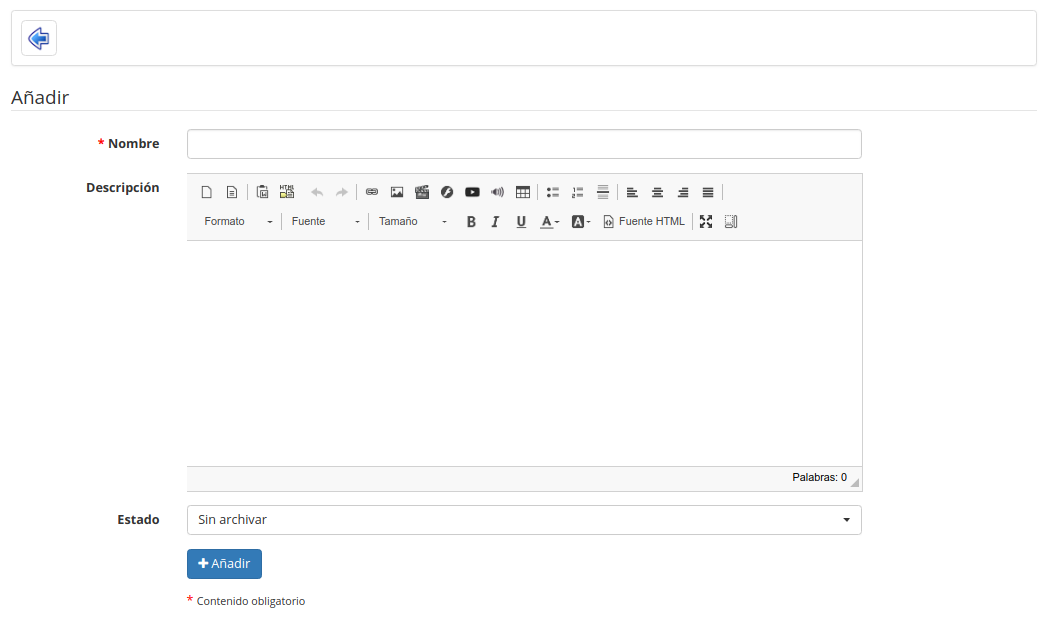 Añadir
* Nombre
Descripción
HTML
Formato Fuente Tamaño B I U A A Fuente HTML
Palabras: 0
Estado Sin archivar
Añadir
* Contenido obligatorio